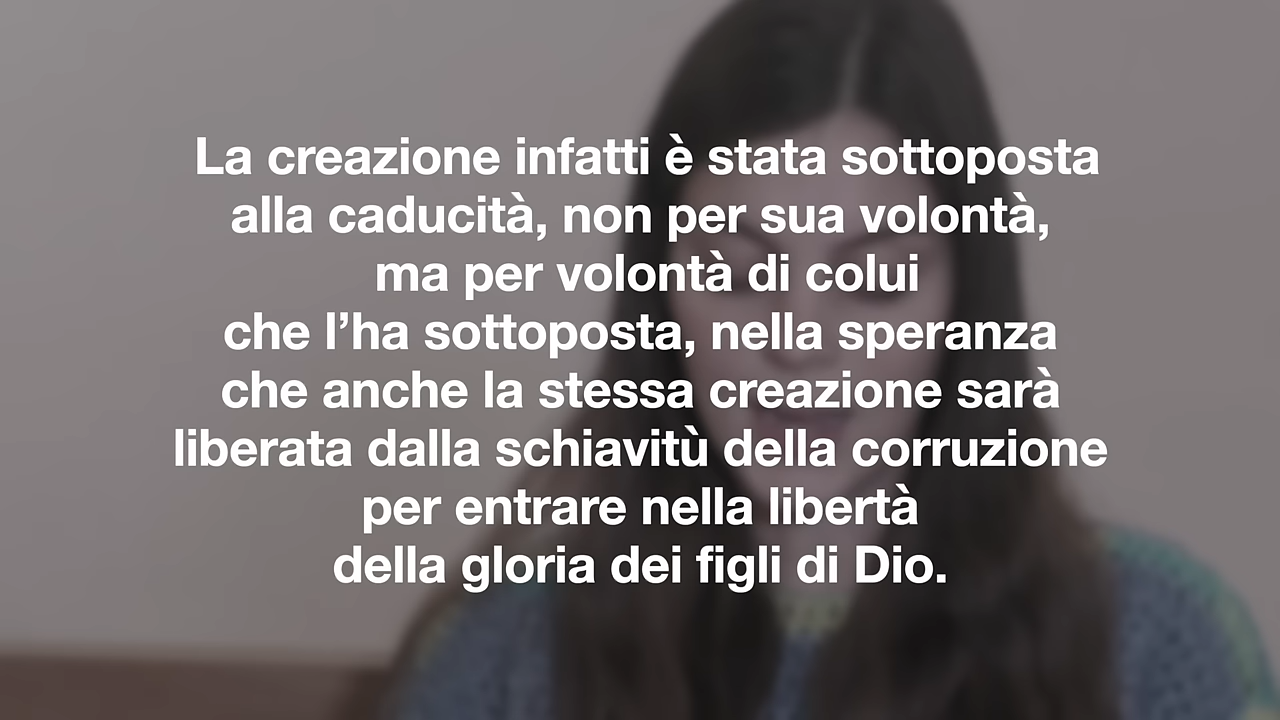 La creazione infatti è stata sottoposta
alla caducità, non per sua volontà,
ma per volontà di colui
che l’ha sottoposta, nella speranza
che anche la stessa creazione sarà
liberata dalla schiavitù della corruzione
per entrare nella libertà
della gloria dei figli di Dio.